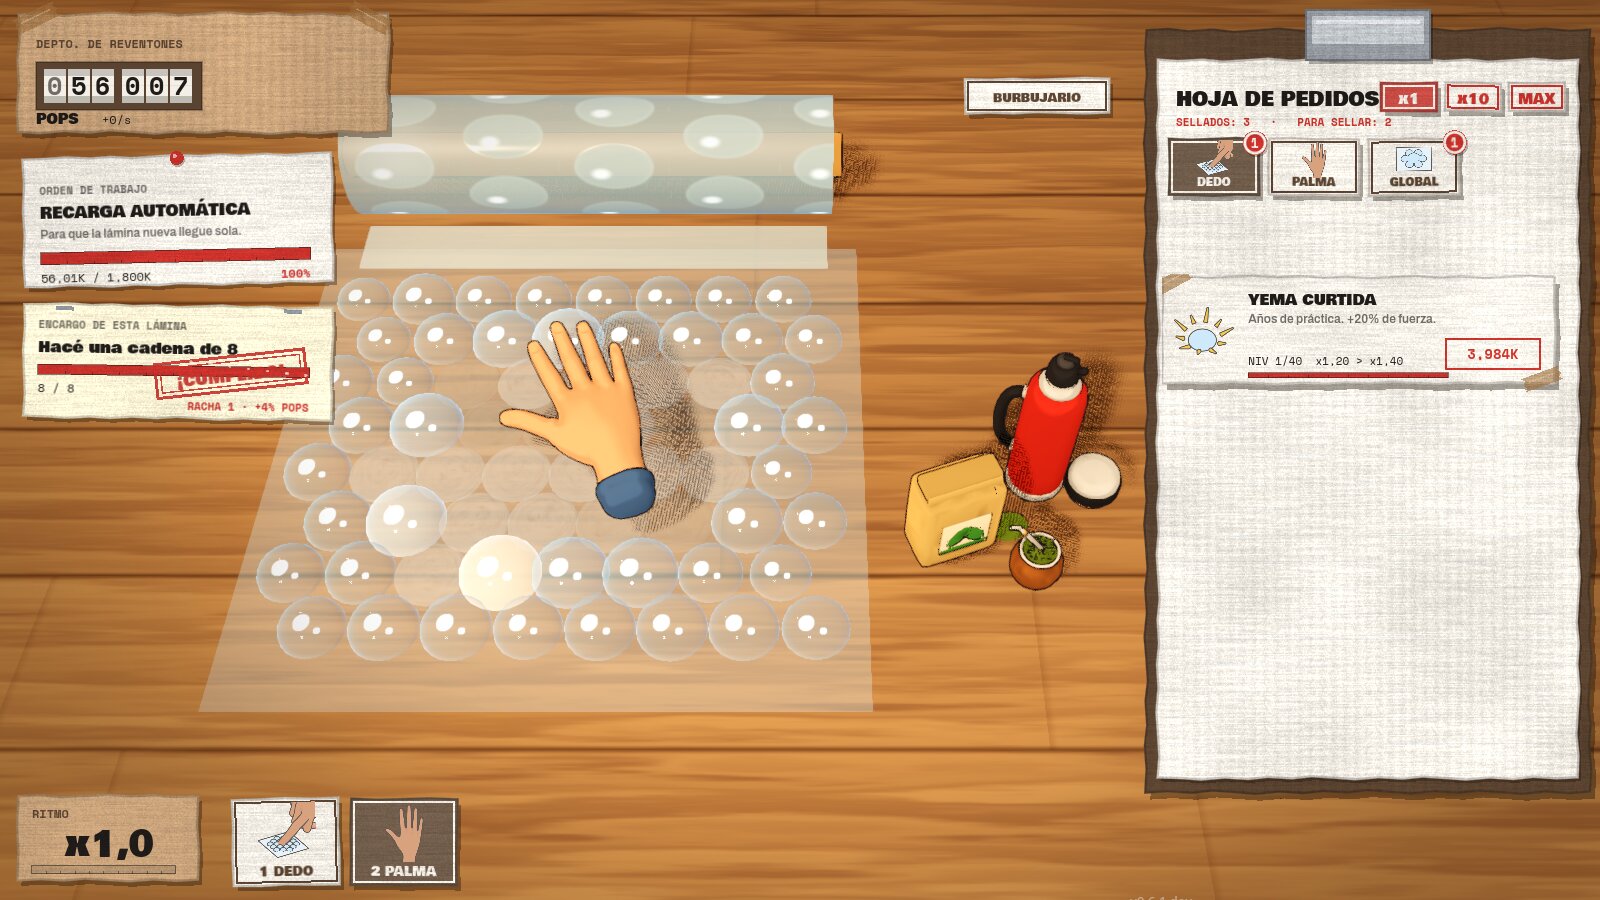 DEPTO. DE REVENTONES
056 007
POPS +0/s
ORDEN DE TRABAJO
RECARGA AUTOMÁTICA
Para que la lámina nueva llegue sola.
56,01K / 1.800K 100%
ENCARGO DE ESTA LÁMINA
Hacé una cadena de 8
8 / 8
RACHA 1 · +4% POPS
BURBUJARIO
HOJA DE PEDIDOS x1 x10 MAX
SELLADOS: 3 · PARA SELLAR: 2
1 1
DEDO PALMA GLOBAL
YEMA CURTIDA
Años de práctica. +20% de fuerza.
NIV 1/40 x1,20 > x1,40 3.984K
RITMO
x1,0
1 DEDO 2 PALMA